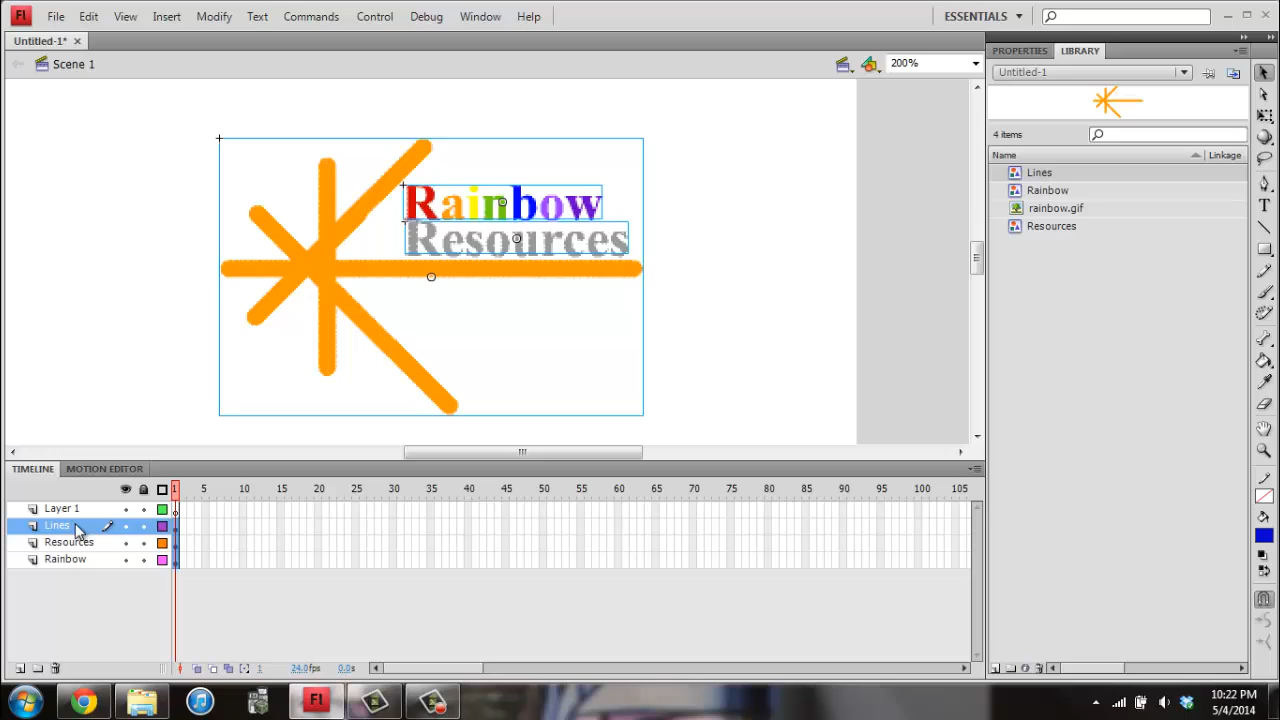 Fl File Edit View Insert Modify Text Commands Control Debug Window Help ESSENTIALS
Untitled-1* PROPERTIES LIBRARY
Scene 1 200% Untitled-1
4 items
Name Linkage
Lines
Rainbow
rainbow.gif
Resources
Rainbow
Resources
TIMELINE MOTION EDITOR
1 5 10 15 20 25 30 35 40 45 50 55 60 65 70 75 80 85 90 95 100 105
Layer 1
Lines
Resources
Rainbow
1 24.0fps 0.0s
Fl 10:22 PM
5/4/2014